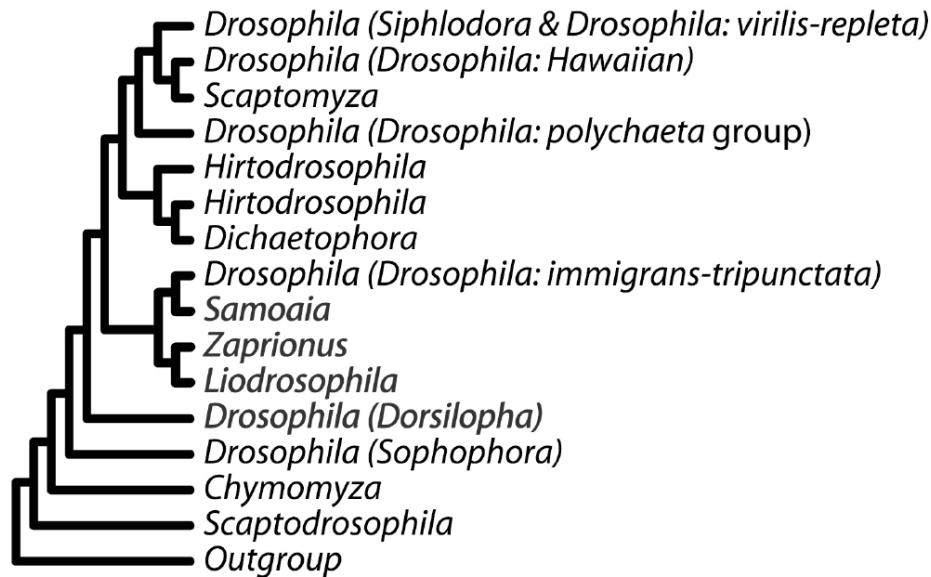 Drosophila (Siphlodora & Drosophila: virilis-repleta)
Drosophila (Drosophila: Hawaiian)
Scaptomyza
Drosophila (Drosophila: polychaeta group)
Hirtodrosophila
Hirtodrosophila
Dichaetophora
Drosophila (Drosophila: immigrans-tripunctata)
Samoaia
Zaprionus
Liodrosophila
Drosophila (Dorsilopha)
Drosophila (Sophophora)
Chymomyza
Scaptodrosophila
Outgroup